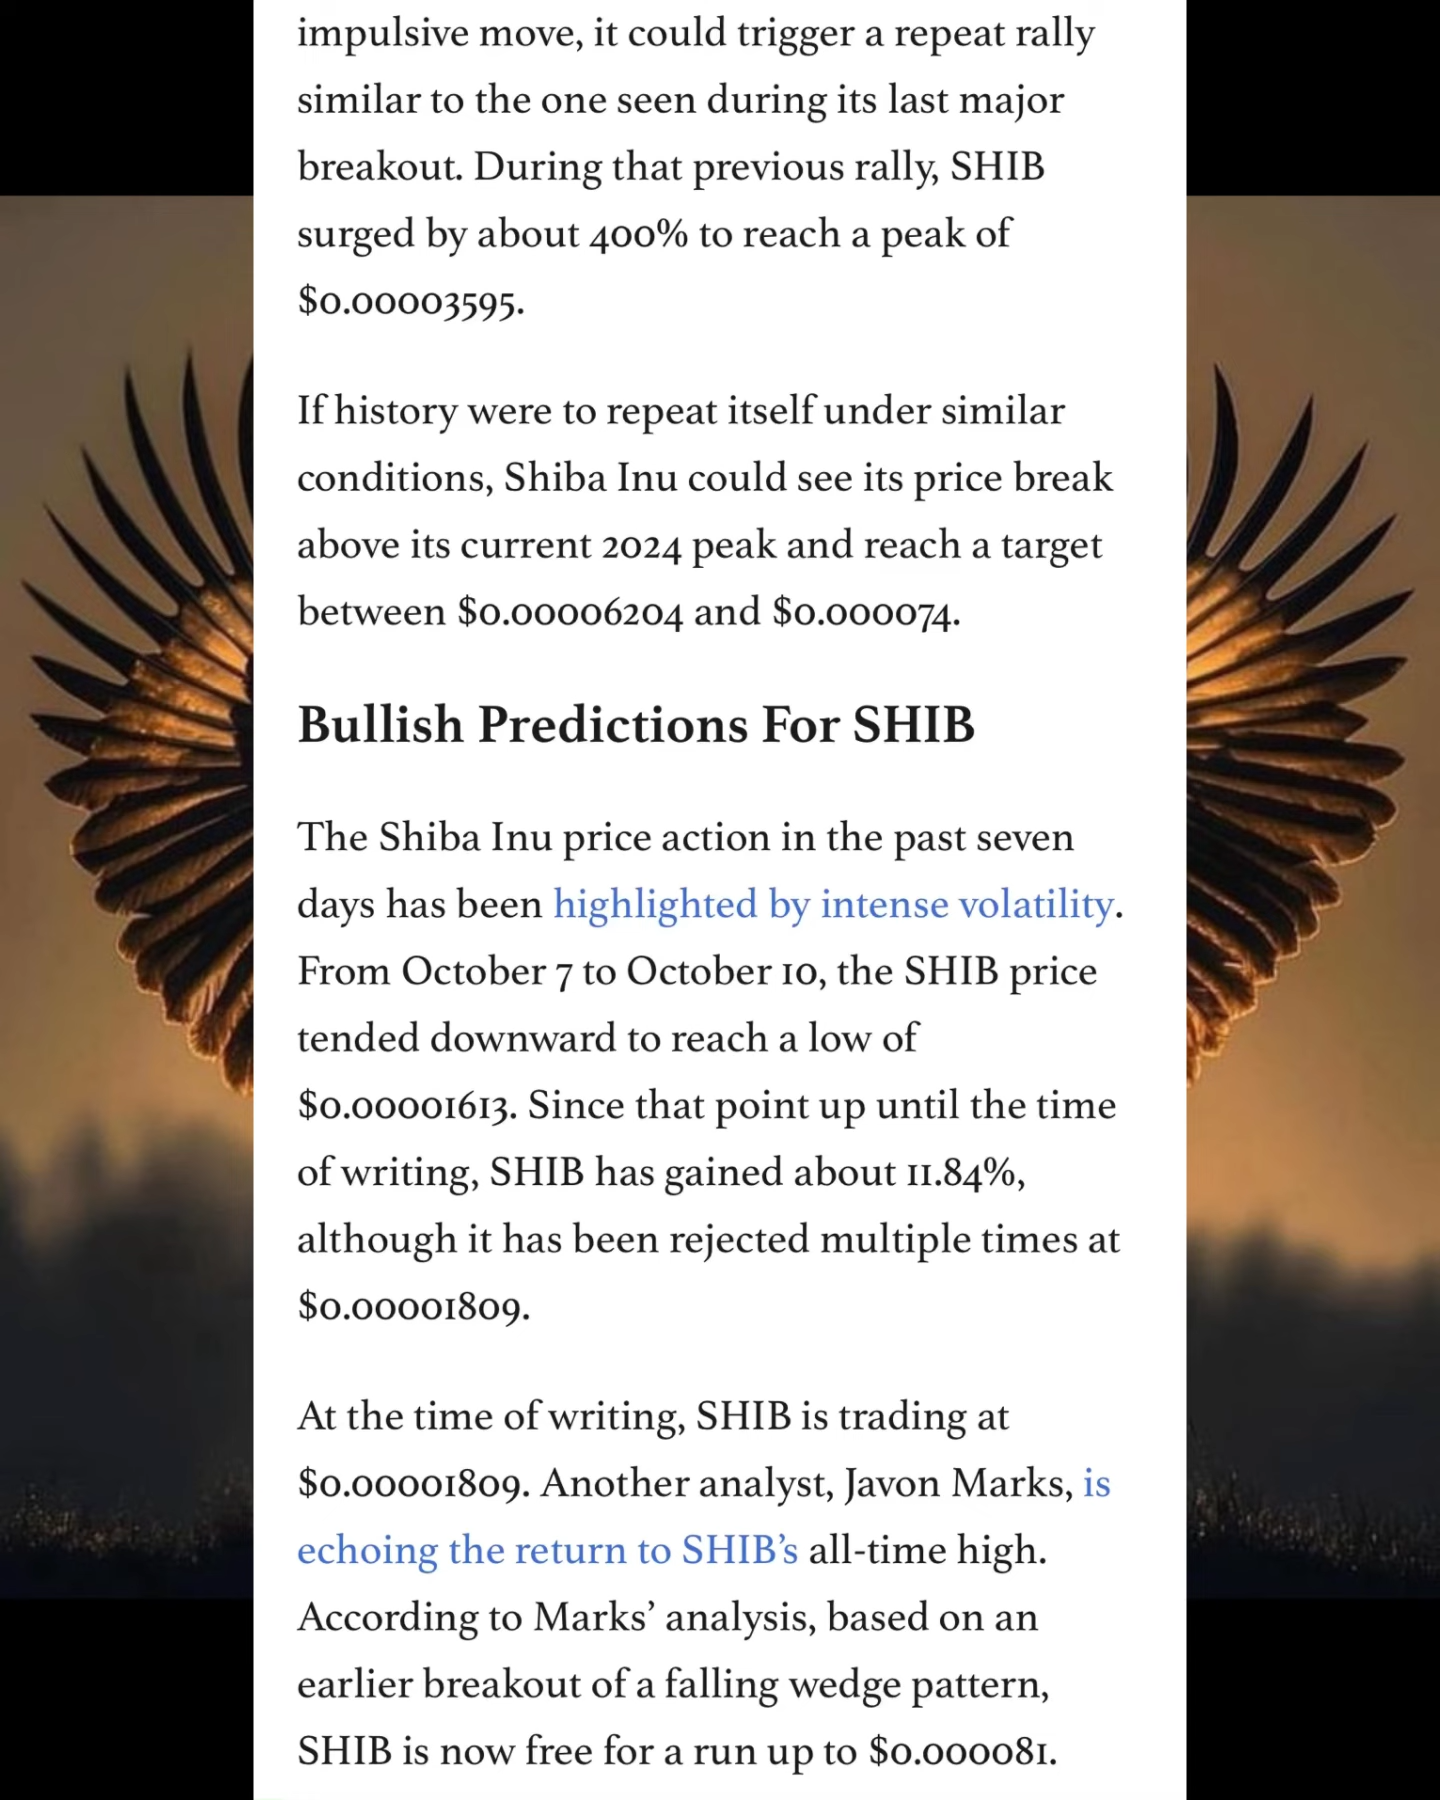 impulsive move, it could trigger a repeat rally
similar to the one seen during its last major
breakout. During that previous rally, SHIB
surged by about 400% to reach a peak of
$0.00003595.
If history were to repeat itself under similar
conditions, Shiba Inu could see its price break
above its current 2024 peak and reach a target
between $0.00006204 and $0.000074.
Bullish Predictions For SHIB
The Shiba Inu price action in the past seven
days has been highlighted by intense volatility.
From October 7 to October 10, the SHIB price
tended downward to reach a low of
$0.00001613. Since that point up until the time
of writing, SHIB has gained about 11.84%,
although it has been rejected multiple times at
$0.00001809.
At the time of writing, SHIB is trading at
$0.00001809. Another analyst, Javon Marks, is
echoing the return to SHIB’s all-time high.
According to Marks’ analysis, based on an
earlier breakout of a falling wedge pattern,
SHIB is now free for a run up to $0.000081.